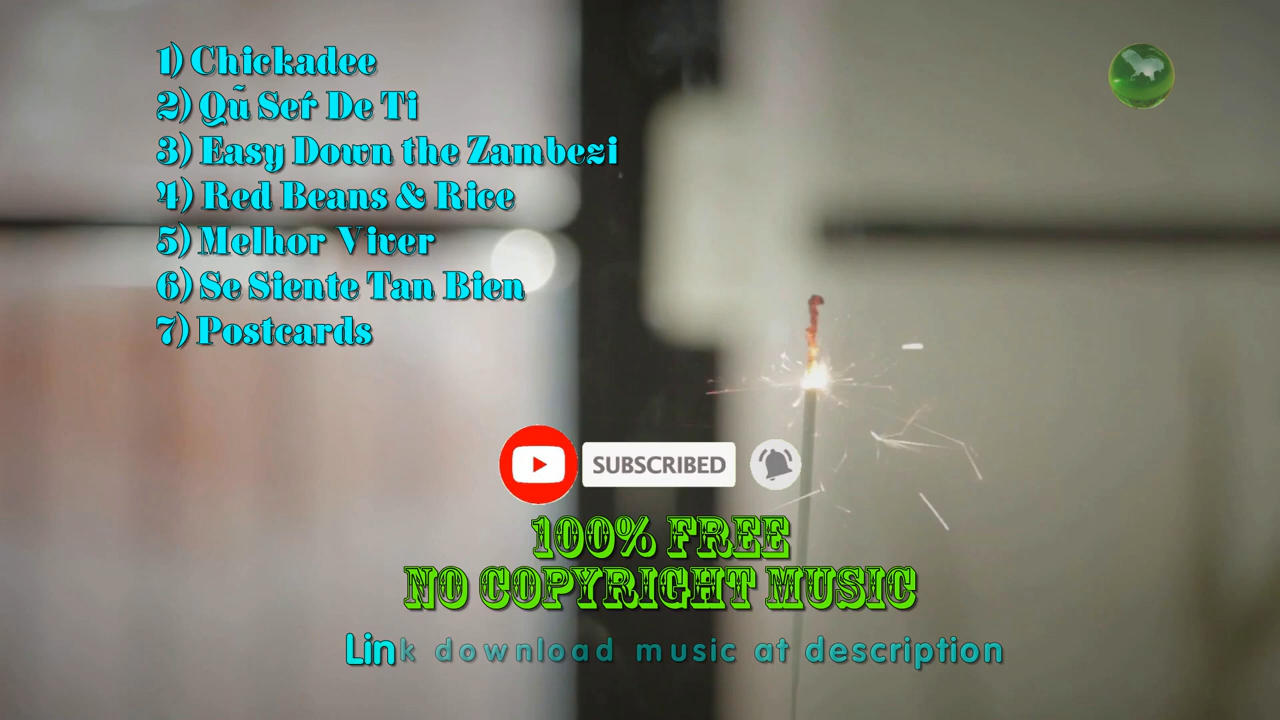 1) Chickadee
2) Qũ Seŕ De Ti
3) Easy Down the Zambezi
4) Red Beans & Rice
5) Melhor Viver
6) Se Siente Tan Bien
7) Postcards
SUBSCRIBED
100% FREE
NO COPYRIGHT MUSIC
Link download music at description